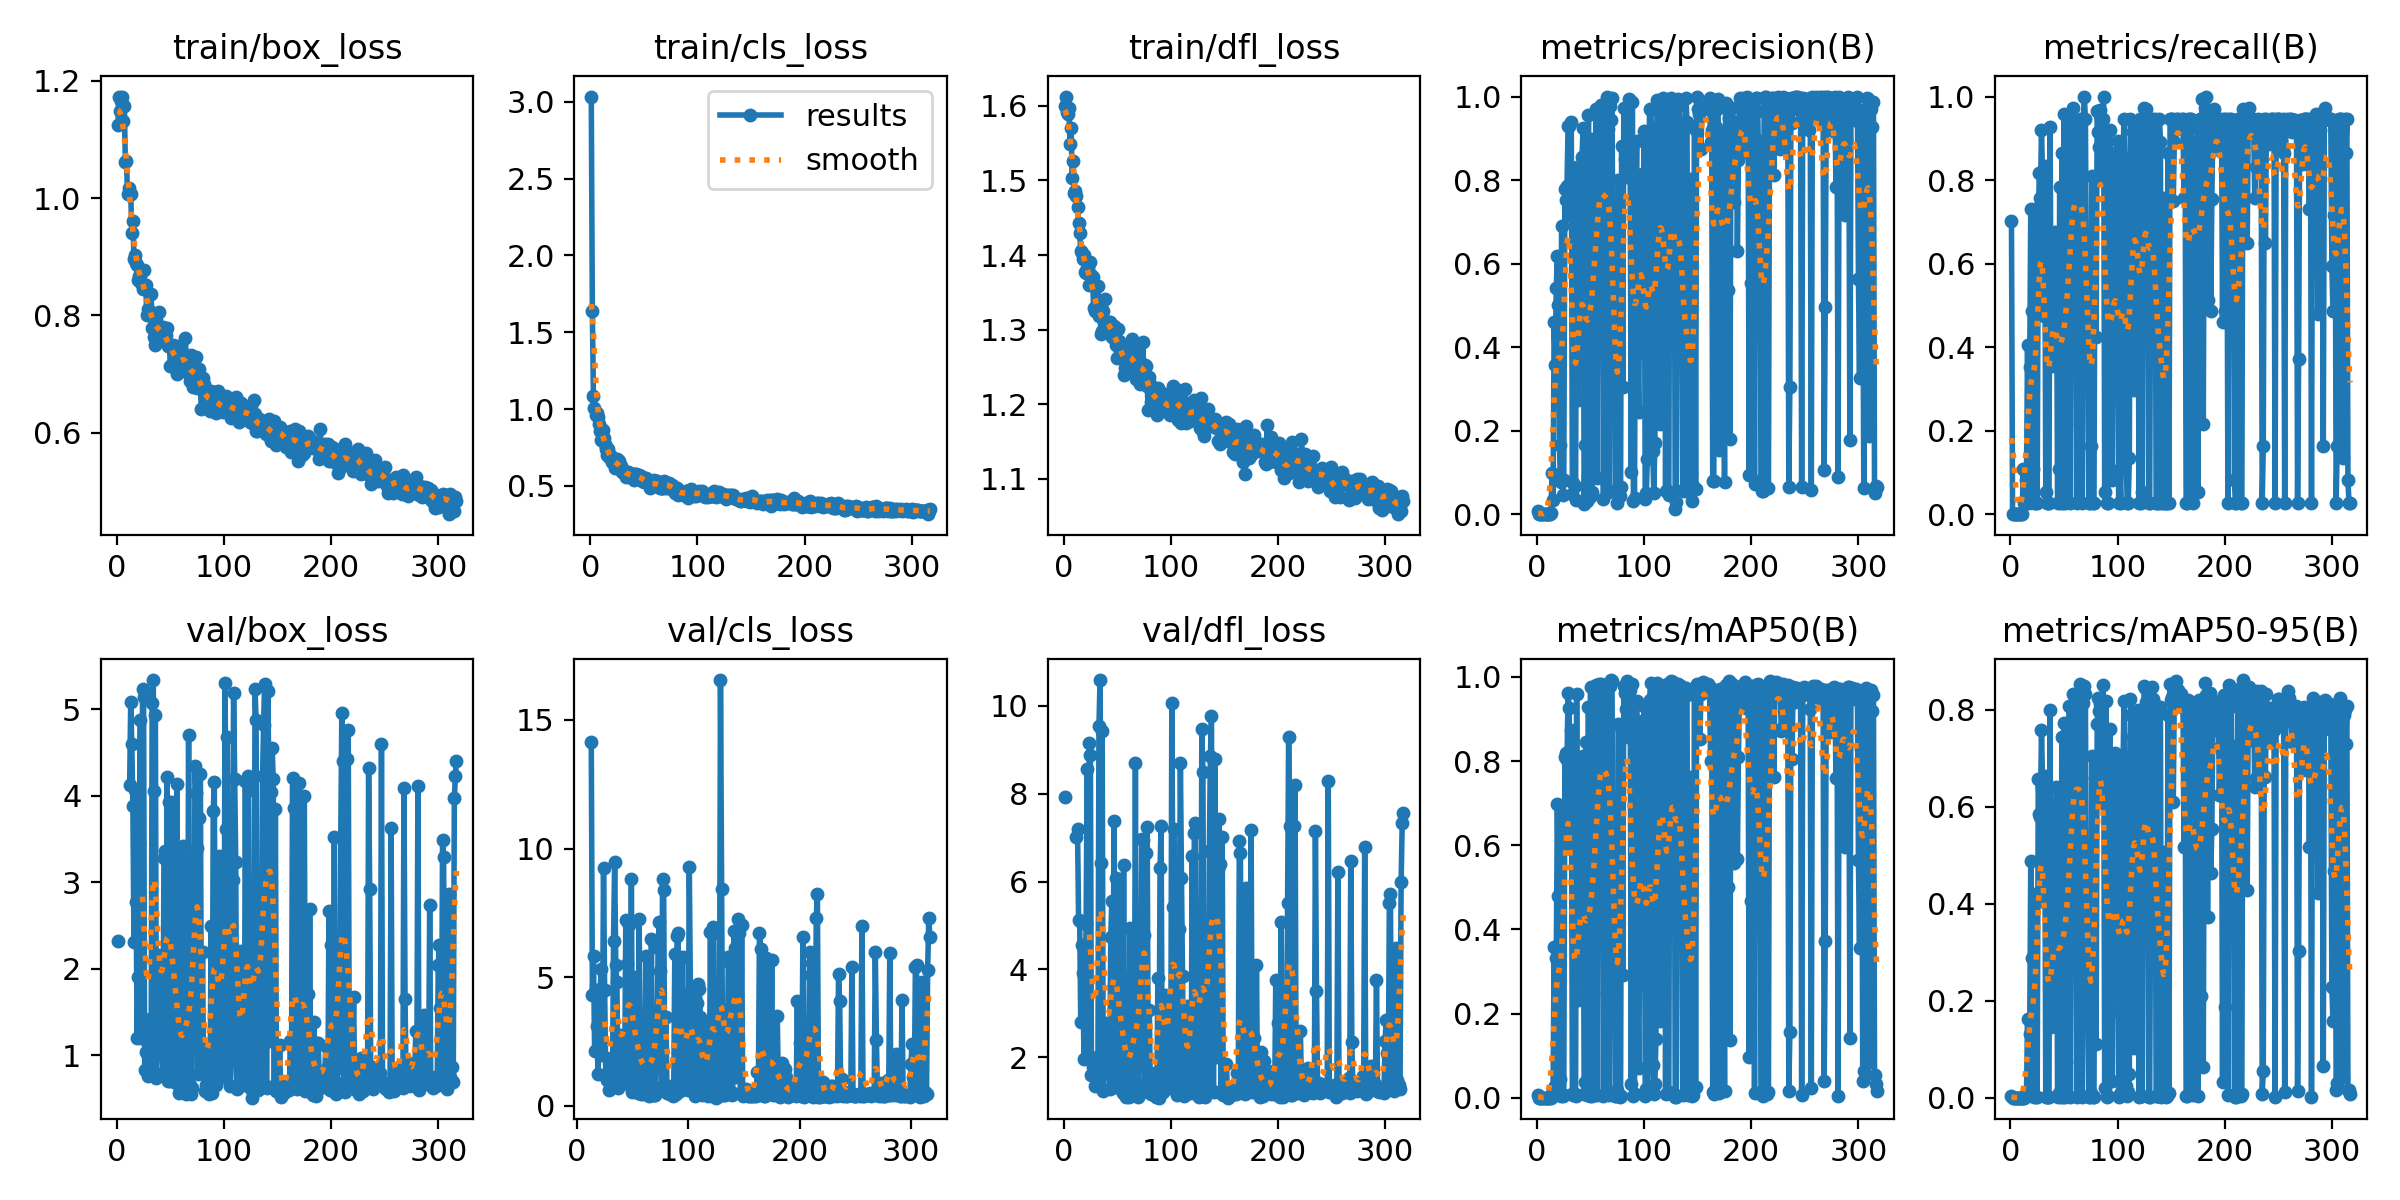 train/box_loss
1.2
1.0
0.8
0.6
0 100 200 300
train/cls_loss
results
smooth
3.0
2.5
2.0
1.5
1.0
0.5
0 100 200 300
train/dfl_loss
1.6
1.5
1.4
1.3
1.2
1.1
0 100 200 300
metrics/precision(B)
1.0
0.8
0.6
0.4
0.2
0.0
0 100 200 300
metrics/recall(B)
1.0
0.8
0.6
0.4
0.2
0.0
0 100 200 300
val/box_loss
5
4
3
2
1
0 100 200 300
val/cls_loss
15
10
5
0
0 100 200 300
val/dfl_loss
10
8
6
4
2
0 100 200 300
metrics/mAP50(B)
1.0
0.8
0.6
0.4
0.2
0.0
0 100 200 300
metrics/mAP50-95(B)
0.8
0.6
0.4
0.2
0.0
0 100 200 300